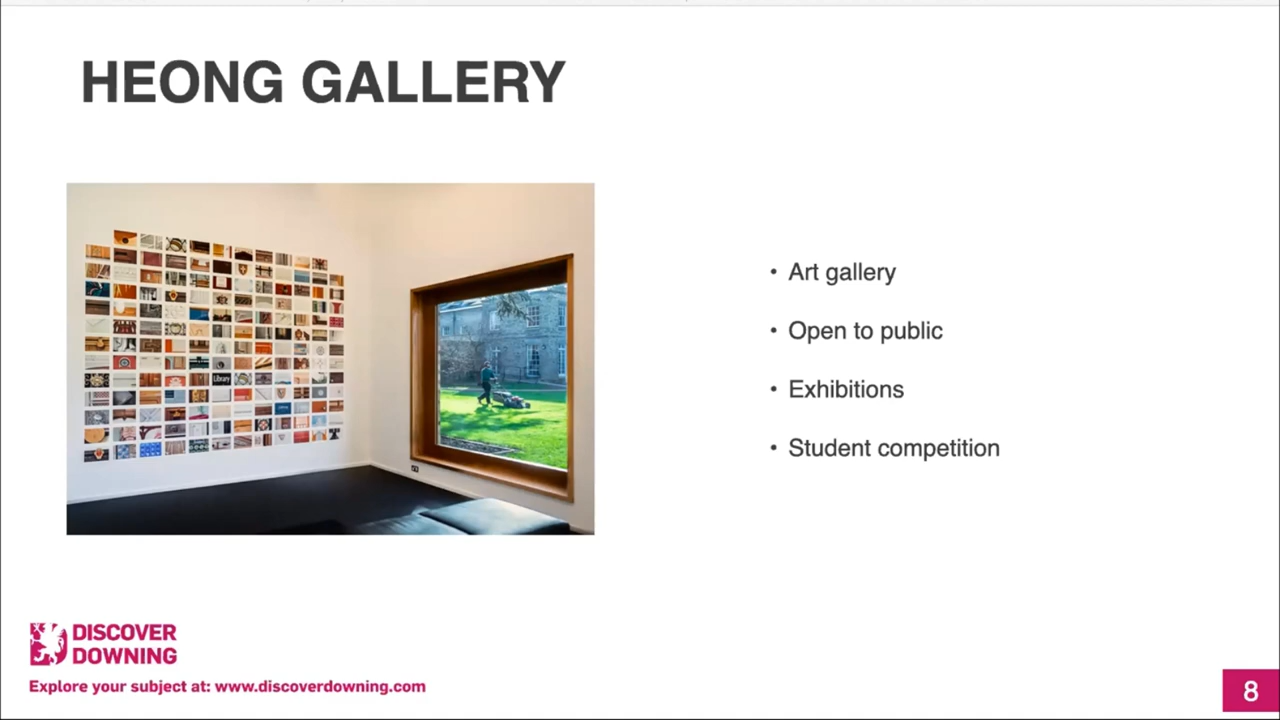 HEONG GALLERY
Library
• Art gallery
• Open to public
• Exhibitions
• Student competition
DISCOVER
DOWNING
Explore your subject at: www.discoverdowning.com
8